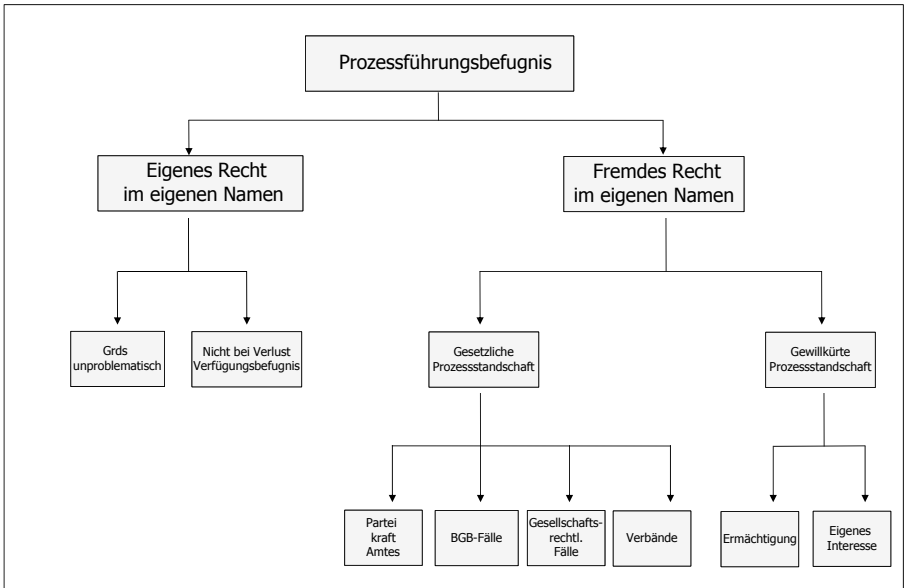 Prozessführungsbefugnis
Eigenes Recht
im eigenen Namen
Fremdes Recht
im eigenen Namen
Grds
unproblematisch
Nicht bei Verlust
Verfügungsbefugnis
Gesetzliche
Prozessstandschaft
Gewillkürte
Prozessstandschaft
Partei
kraft
Amtes
BGB-Fälle
Gesellschafts-
rechtl.
Fälle
Verbände
Ermächtigung
Eigenes
Interesse